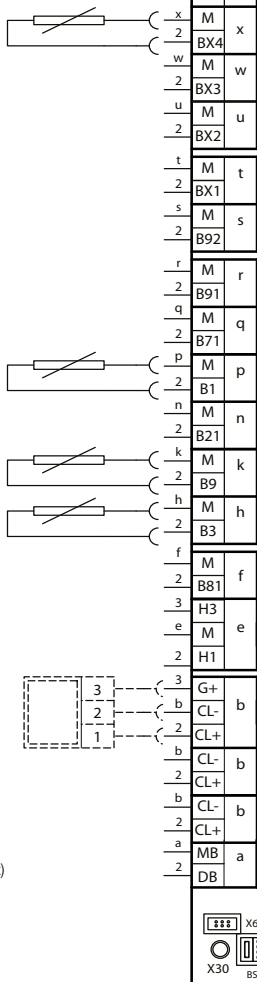 x M
2 BX4 x
w M
2 BX3 w
u M
2 BX2 u
t M
2 BX1 t
s M
2 B92 s
r M
2 B91 r
q M
2 B71 q
p M
2 B1 p
n M
2 B21 n
k M
2 B9 k
h M
2 B3 h
f M
2 B81 f
3 H3
e M e
2 H1
3 3 G+
2 b CL- b
1 2 CL+
b CL-
2 CL+ b
b CL-
2 CL+ b
a MB
2 DB a
)
X6
X30 BS